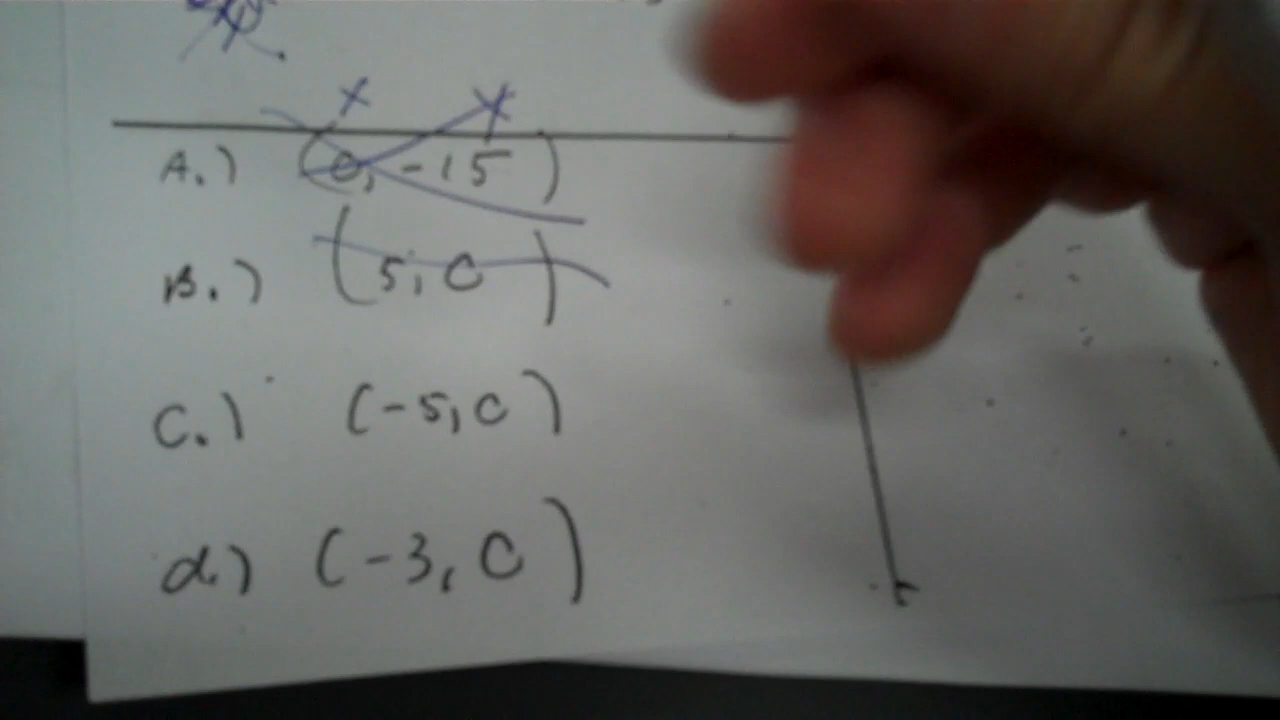 x y
A.) (0, -15)
B.) (5, 0)
C.) (-5, 0)
d.) (-3, 0)